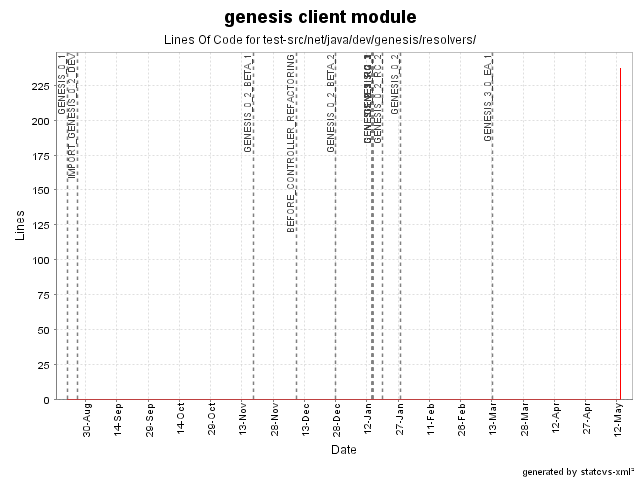 genesis client module
Lines Of Code for test-src/net/java/dev/genesis/resolvers/
GENESIS_0_1
IMPORT_GENESIS_0_2_DEV
GENESIS_0_2_BETA_1
BEFORE_CONTROLLER_REFACTORING
GENESIS_0_2_BETA_2
GENESIS_0_2_RC_2
GENESIS_0_2
GENESIS_3_0_EA_1
Lines
225
200
175
150
125
100
75
50
25
0
30-Aug
14-Sep
29-Sep
14-Oct
29-Oct
13-Nov
28-Nov
13-Dec
28-Dec
12-Jan
27-Jan
11-Feb
26-Feb
13-Mar
28-Mar
12-Apr
27-Apr
12-May
Date
generated by statcvs-xml²